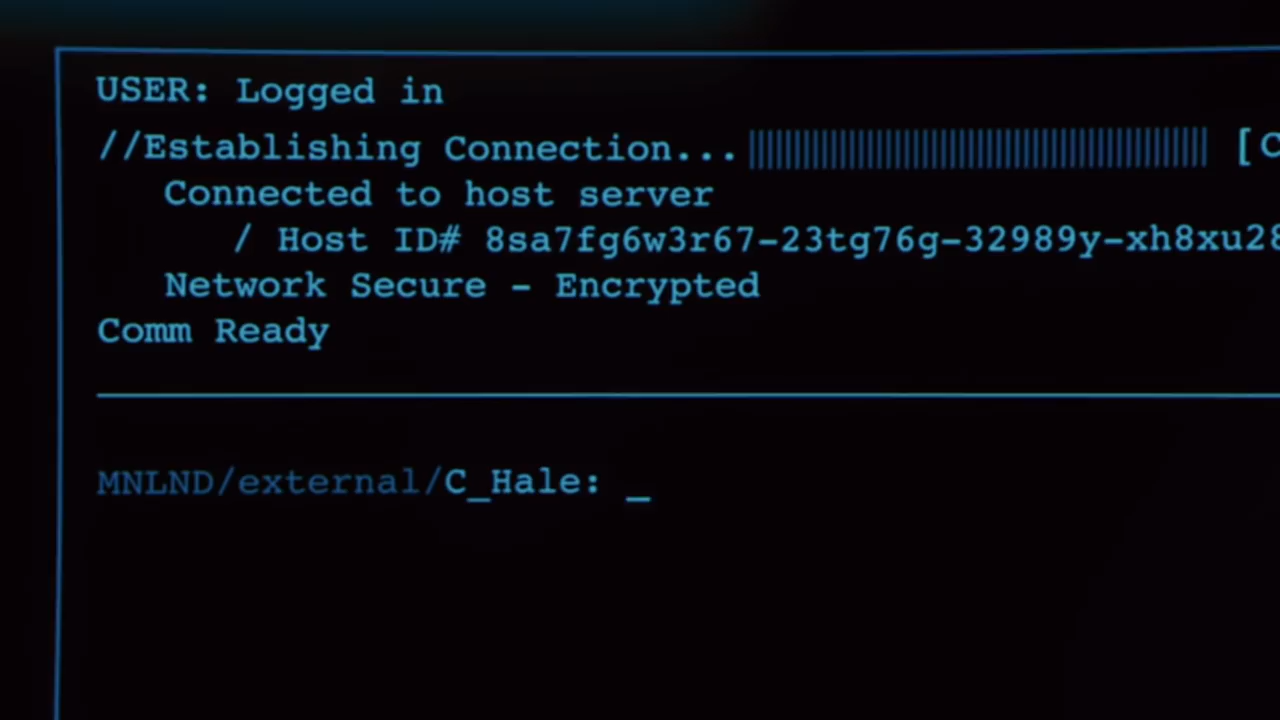 USER: Logged in
//Establishing Connection...|||||||||||||||||||||||||||||||||||||| [
Connected to host server
/ Host ID# 8sa7fg6w3r67-23tg76g-32989y-xh8xu28
Network Secure - Encrypted
Comm Ready
MNLND/external/C_Hale: _